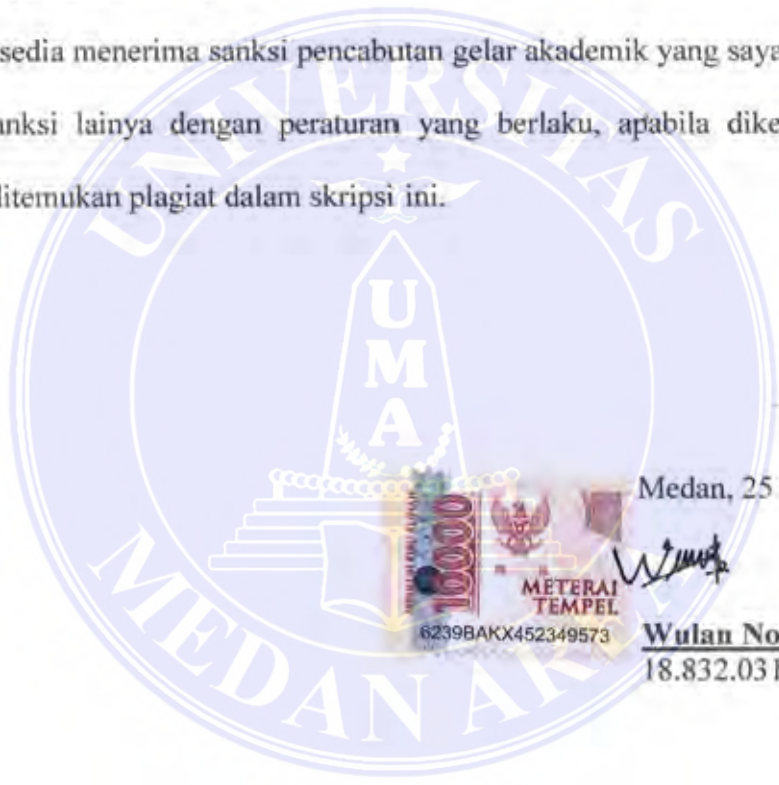 sedia menerima sanksi pencabutan gelar akademik yang saya
anksi lainya dengan peraturan yang berlaku, apabila dike
litemukan plagiat dalam skripsi ini.
UNIVERSITAS
UMA
MEDAN AREA
Medan, 25
10000
METERAI
TEMPEL
6239BAKX452349573
Wulan No
18.832.031